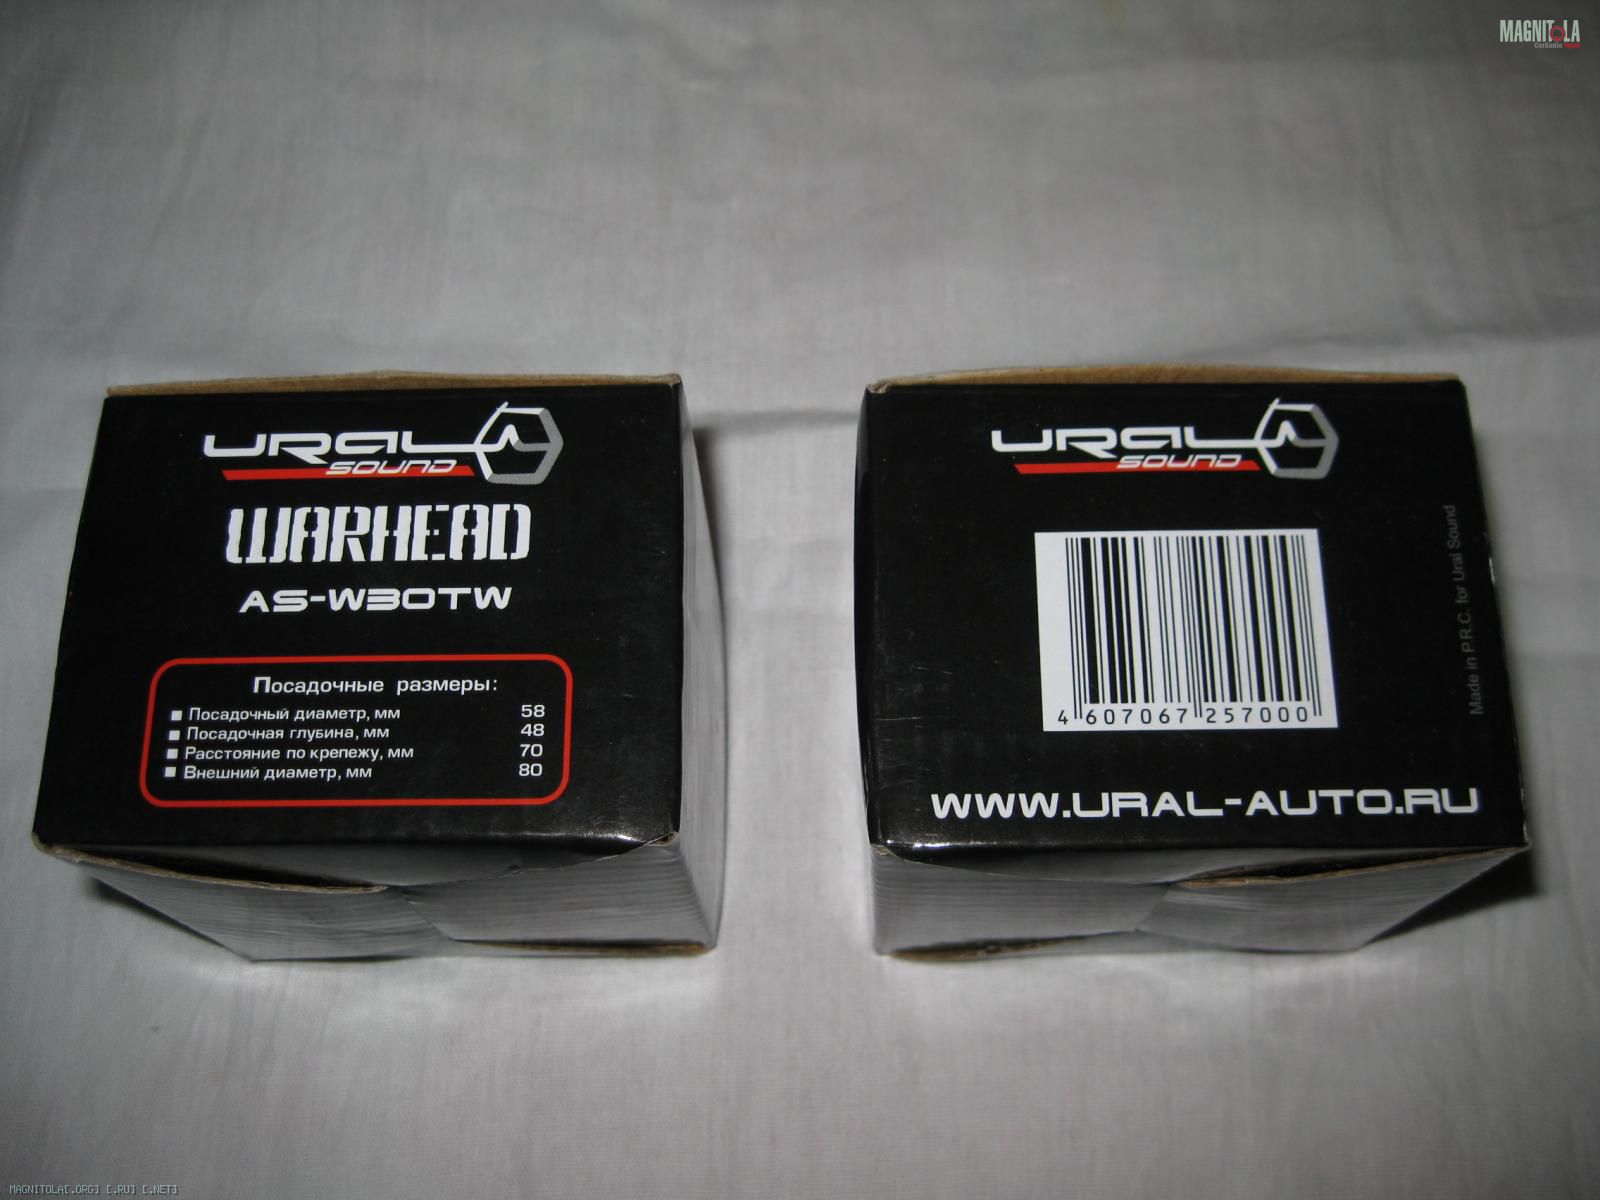 MAGNITOLA
CarAudio Forum
URAL
SOUND
WARHEAD
AS-W30TW
Посадочные размеры:
Посадочный диаметр, мм 58
Посадочная глубина, мм 48
Расстояние по крепежу, мм 70
Внешний диаметр, мм 80
URAL
SOUND
4 607067 257000
Made in P.R.C. for Ural Sound
WWW.URAL-AUTO.RU
MAGNITOLA[.ORG] [.RU] [.NET]